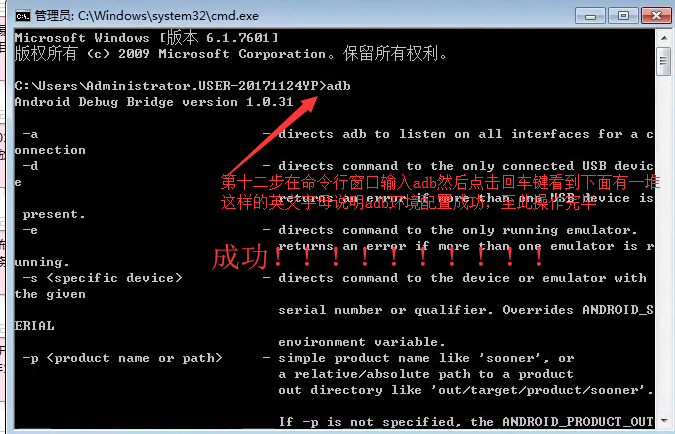 管理员: C:\Windows\system32\cmd.exe
Microsoft Windows [版本 6.1.7601]
版权所有 (c) 2009 Microsoft Corporation。保留所有权利。
C:\Users\Administrator.USER-20171124YP>adb
Android Debug Bridge version 1.0.31
-a - directs adb to listen on all interfaces for a c
onnection
-d - directs command to the only connected USB devic
e
第十二步在命令行窗口输入adb然后点击回车键看到下面有一堆
returns an error if more than one USB device is
这样的英文字母说明adb环境配置成功，至此操作完毕
present.
-e - directs command to the only running emulator.
returns an error if more than one emulator is r
成功！！！！！！！！！！
unning.
-s <specific device> - directs command to the device or emulator with
the given
serial number or qualifier. Overrides ANDROID_S
ERIAL
environment variable.
-p <product name or path> - simple product name like 'sooner', or
a relative/absolute path to a product
out directory like 'out/target/product/sooner'.
If -p is not specified, the ANDROID_PRODUCT_OUT